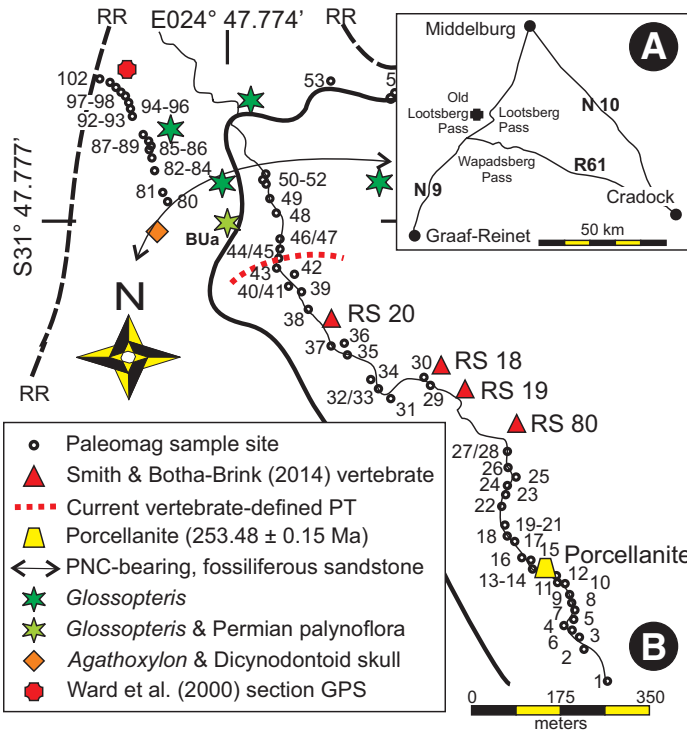 E024° 47.774’
RR
RR
102
97-98
92-93
94-96
87-89
85-86
82-84
81
80
53
5
50-52
49
48
46/47
44/45
43
42
40/41
39
38
BUa
S31° 47.777’
N
RR
RS 20
37
36
35
34
32/33
31
30
29
RS 18
RS 19
RS 80
27/28
26
25
24
23
22
19-21
18
17
16
15
13-14
Porcellanite
12
11
10
9
8
7
5
4
3
6
2
1
A
Middelburg
Old
Lootsberg
Pass
Lootsberg
Pass
N 10
Wapadsberg
Pass
R61
N 9
Cradock
Graaf-Reinet
50 km
Paleomag sample site
Smith & Botha-Brink (2014) vertebrate
Current vertebrate-defined PT
Porcellanite (253.48 ± 0.15 Ma)
PNC-bearing, fossiliferous sandstone
Glossopteris
Glossopteris & Permian palynoflora
Agathoxylon & Dicynodontoid skull
Ward et al. (2000) section GPS
B
0 175 350
meters